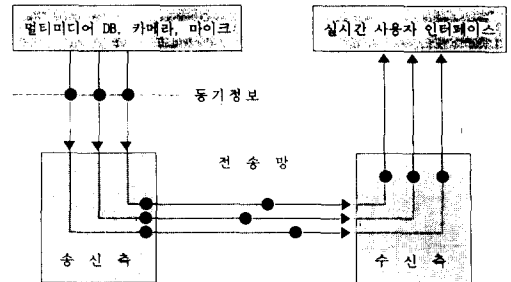 멀티미디어 DB, 카메라, 마이크
실시간 사용자 인터페이스
동기정보
전송망
송신측
수신측